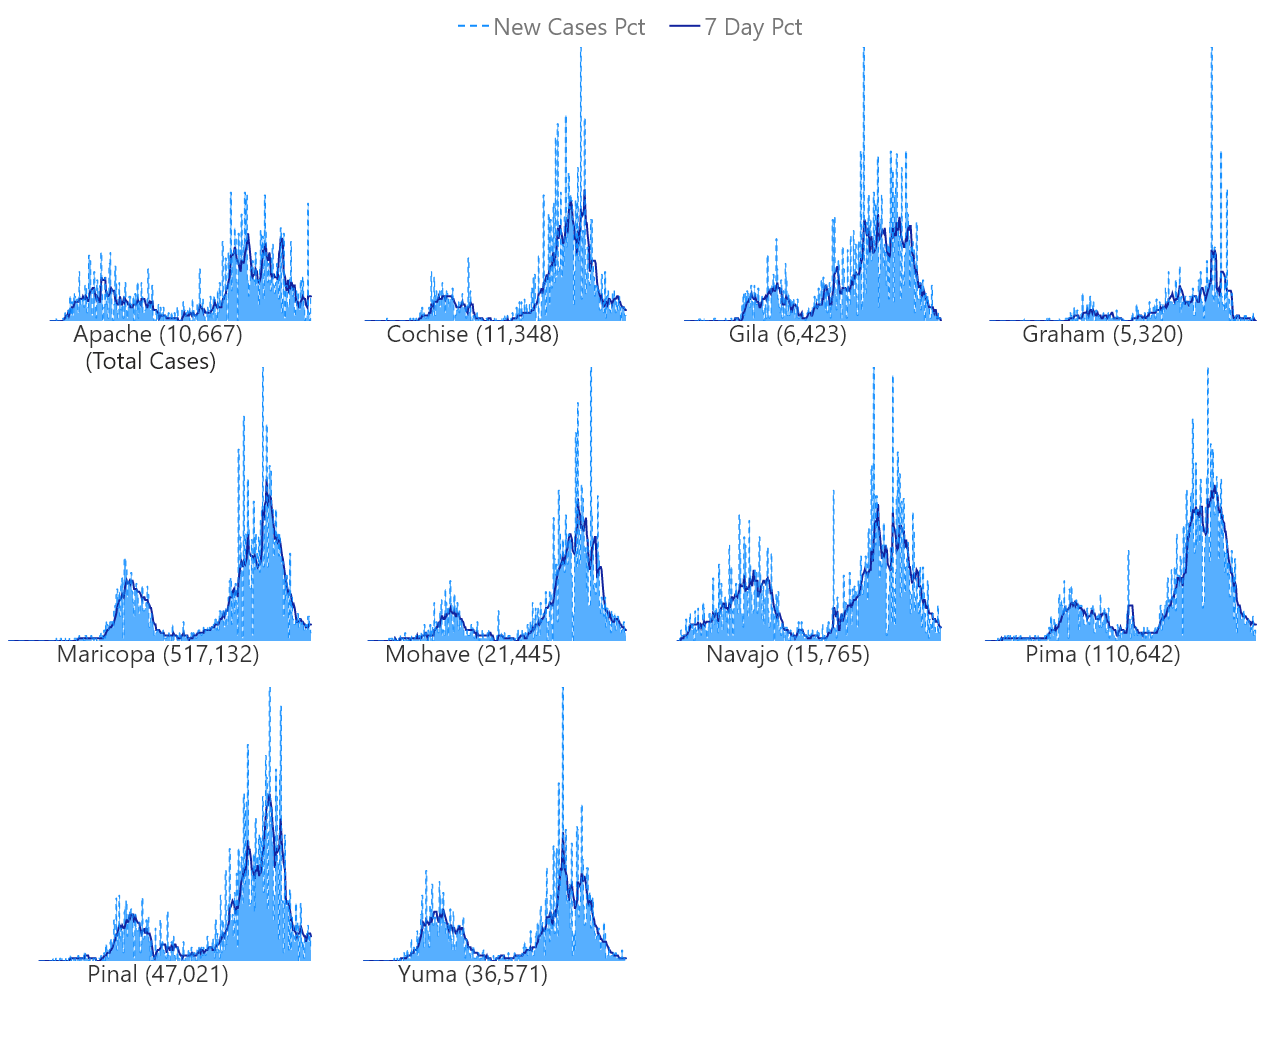 New Cases Pct 7 Day Pct
Apache (10,667)
(Total Cases)
Cochise (11,348)
Gila (6,423)
Graham (5,320)
Maricopa (517,132)
Mohave (21,445)
Navajo (15,765)
Pima (110,642)
Pinal (47,021)
Yuma (36,571)